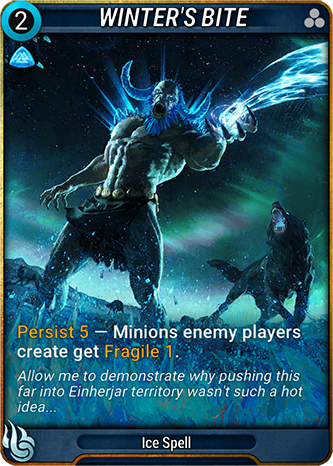 2
WINTER'S BITE
Persist 5 — Minions enemy players
create get Fragile 1.
Allow me to demonstrate why pushing this
far into Einherjar territory wasn't such a hot
idea...
Ice Spell